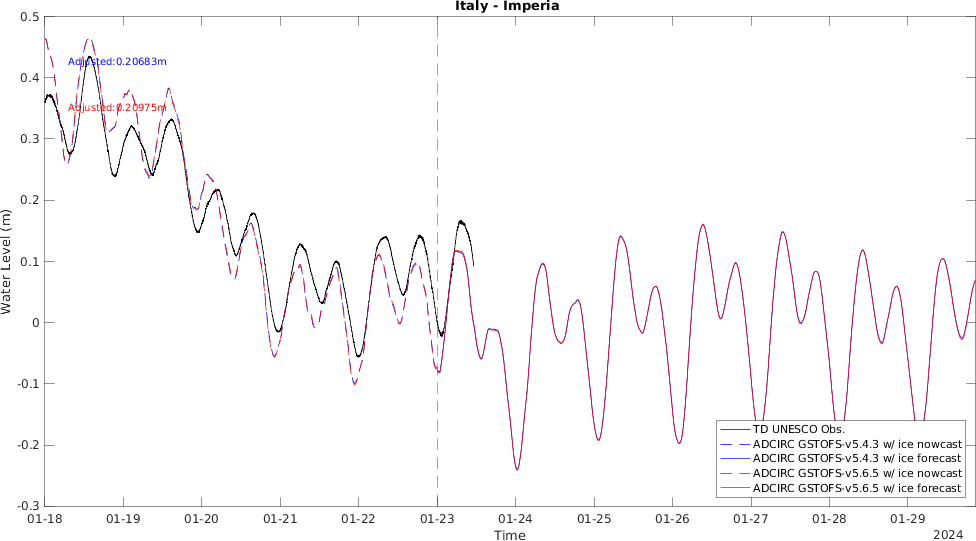 Italy - Imperia
0.5
0.4
0.3
0.2
0.1
0
-0.1
-0.2
-0.3
Water Level (m)
Adjusted:0.20683m
Adjusted:0.20975m
TD UNESCO Obs.
ADCIRC GSTOFS-v5.4.3 w/ ice nowcast
ADCIRC GSTOFS-v5.4.3 w/ ice forecast
ADCIRC GSTOFS-v5.6.5 w/ ice nowcast
ADCIRC GSTOFS-v5.6.5 w/ ice forecast
01-18 01-19 01-20 01-21 01-22 01-23 01-24 01-25 01-26 01-27 01-28 01-29
Time
2024